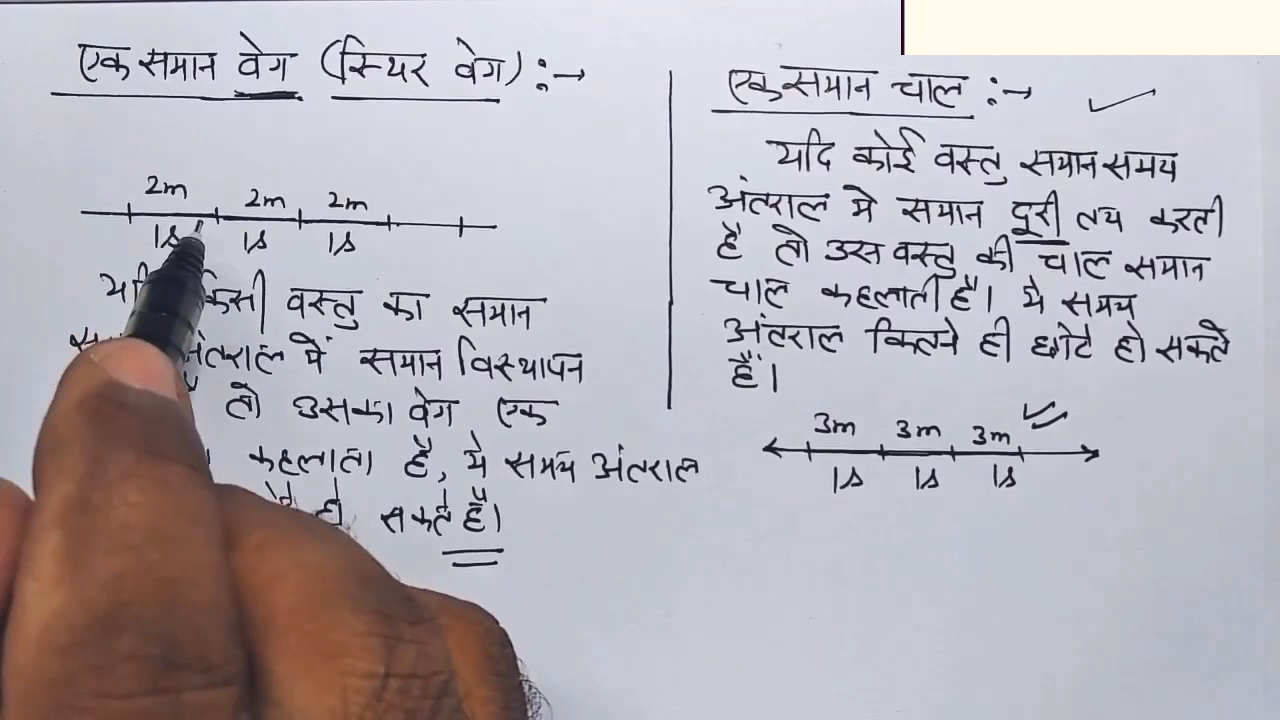 एक समान वेग (स्थिर वेग) :→
2m 2m 2m
1s 1s 1s
किसी वस्तु का समान
अंतराल में समान विस्थापन
तो उसका वेग एक
कहलाता है, ये समय अंतराल
हो सकते हैं।
एकसमान चाल :→
यदि कोई वस्तु समान समय
अंतराल मे समान दूरी तय करती
है तो उस वस्तु की चाल समान
चाल कहलाती है। ये समय
अंतराल कितने ही छोटे हो सकते
हैं।
3m 3m 3m
1s 1s 1s